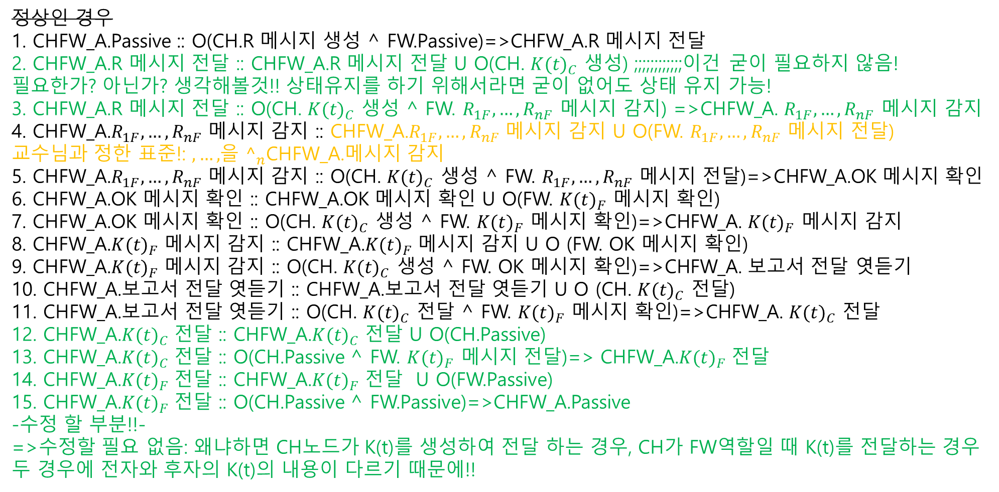 정상인 경우
1. CHFW_A.Passive :: O(CH.R 메시지 생성 ^ FW.Passive)=>CHFW_A.R 메시지 전달
2. CHFW_A.R 메시지 전달 :: CHFW_A.R 메시지 전달 U O(CH. K(t)_C 생성) ;;;;;;;;;;;;이건 굳이 필요하지 않음!
필요한가? 아닌가? 생각해볼것!! 상태유지를 하기 위해서라면 굳이 없어도 상태 유지 가능!
3. CHFW_A.R 메시지 전달 :: O(CH. K(t)_C 생성 ^ FW. R_{1F}, ..., R_{nF} 메시지 감지) =>CHFW_A. R_{1F}, ..., R_{nF} 메시지 감지
4. CHFW_A.R_{1F}, ..., R_{nF} 메시지 감지 :: CHFW_A.R_{1F}, ..., R_{nF} 메시지 감지 U O(FW. R_{1F}, ..., R_{nF} 메시지 전달)
교수님과 정한 표준!: , ... ,을 ^_nCHFW_A.메시지 감지
5. CHFW_A.R_{1F}, ..., R_{nF} 메시지 감지 :: O(CH. K(t)_C 생성 ^ FW. R_{1F}, ..., R_{nF} 메시지 전달)=>CHFW_A.OK 메시지 확인
6. CHFW_A.OK 메시지 확인 :: CHFW_A.OK 메시지 확인 U O(FW. K(t)_F 메시지 확인)
7. CHFW_A.OK 메시지 확인 :: O(CH. K(t)_C 생성 ^ FW. K(t)_F 메시지 확인)=>CHFW_A. K(t)_F 메시지 감지
8. CHFW_A.K(t)_F 메시지 감지 :: CHFW_A.K(t)_F 메시지 감지 U O (FW. OK 메시지 확인)
9. CHFW_A.K(t)_F 메시지 감지 :: O(CH. K(t)_C 생성 ^ FW. OK 메시지 확인)=>CHFW_A. 보고서 전달 엿듣기
10. CHFW_A.보고서 전달 엿듣기 :: CHFW_A.보고서 전달 엿듣기 U O (CH. K(t)_C 전달)
11. CHFW_A.보고서 전달 엿듣기 :: O(CH. K(t)_C 전달 ^ FW. K(t)_F 메시지 확인)=>CHFW_A. K(t)_C 전달
12. CHFW_A.K(t)_C 전달 :: CHFW_A.K(t)_C 전달 U O(CH.Passive)
13. CHFW_A.K(t)_C 전달 :: O(CH.Passive ^ FW. K(t)_F 메시지 전달)=> CHFW_A.K(t)_F 전달
14. CHFW_A.K(t)_F 전달 :: CHFW_A.K(t)_F 전달 U O(FW.Passive)
15. CHFW_A.K(t)_F 전달 :: O(CH.Passive ^ FW.Passive)=>CHFW_A.Passive
-수정 할 부분!!-
=>수정할 필요 없음: 왜냐하면 CH노드가 K(t)를 생성하여 전달 하는 경우, CH가 FW역할일 때 K(t)를 전달하는 경우
두 경우에 전자와 후자의 K(t)의 내용이 다르기 때문에!!